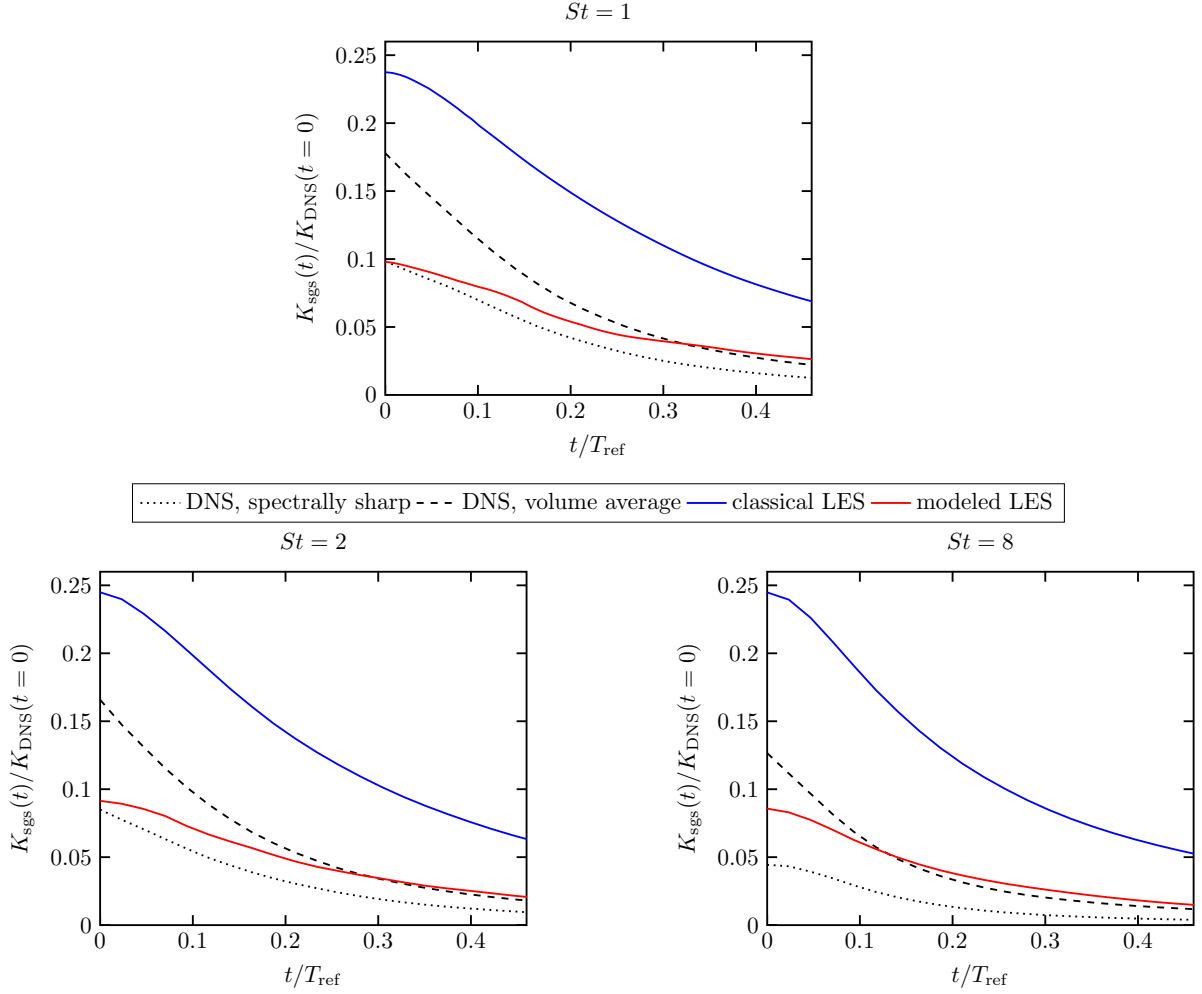 St = 1
0.25
0.2
0.15
0.1
0.05
0
K_sgs(t)/K_DNS(t = 0)
0 0.1 0.2 0.3 0.4
t/T_ref
DNS, spectrally sharp DNS, volume average classical LES modeled LES
St = 2
0.25
0.2
0.15
0.1
0.05
0
K_sgs(t)/K_DNS(t = 0)
0 0.1 0.2 0.3 0.4
t/T_ref
St = 8
0.25
0.2
0.15
0.1
0.05
0
K_sgs(t)/K_DNS(t = 0)
0 0.1 0.2 0.3 0.4
t/T_ref